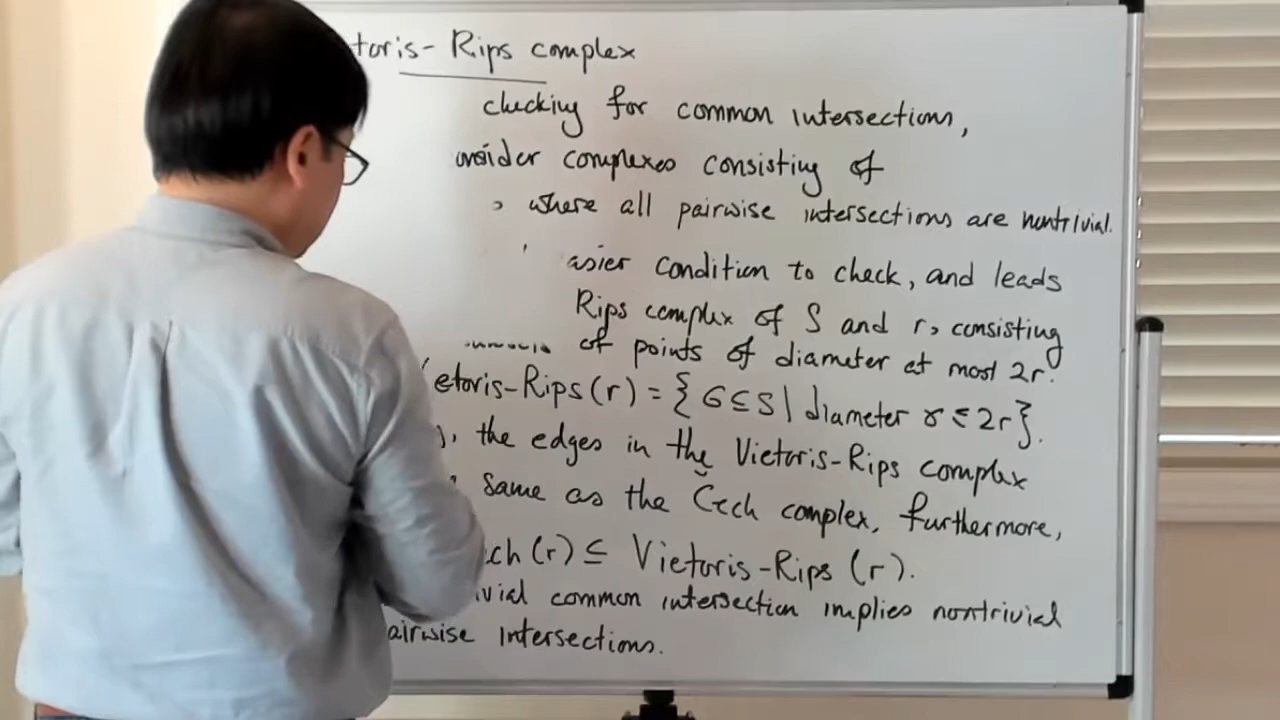 toris-Rips complex
checking for common intersections,
consider complexes consisting of
where all pairwise intersections are nontrivial.
asier condition to check, and leads
Rips complex of S and r, consisting
of points of diameter at most 2r.
etoris-Rips(r) = {σ ⊆ S | diameter σ ≤ 2r}.
, the edges in the Vietoris-Rips complex
same as the Čech complex, furthermore,
ech(r) ⊆ Vietoris-Rips (r).
ivial common intersection implies nontrivial
airwise intersections.